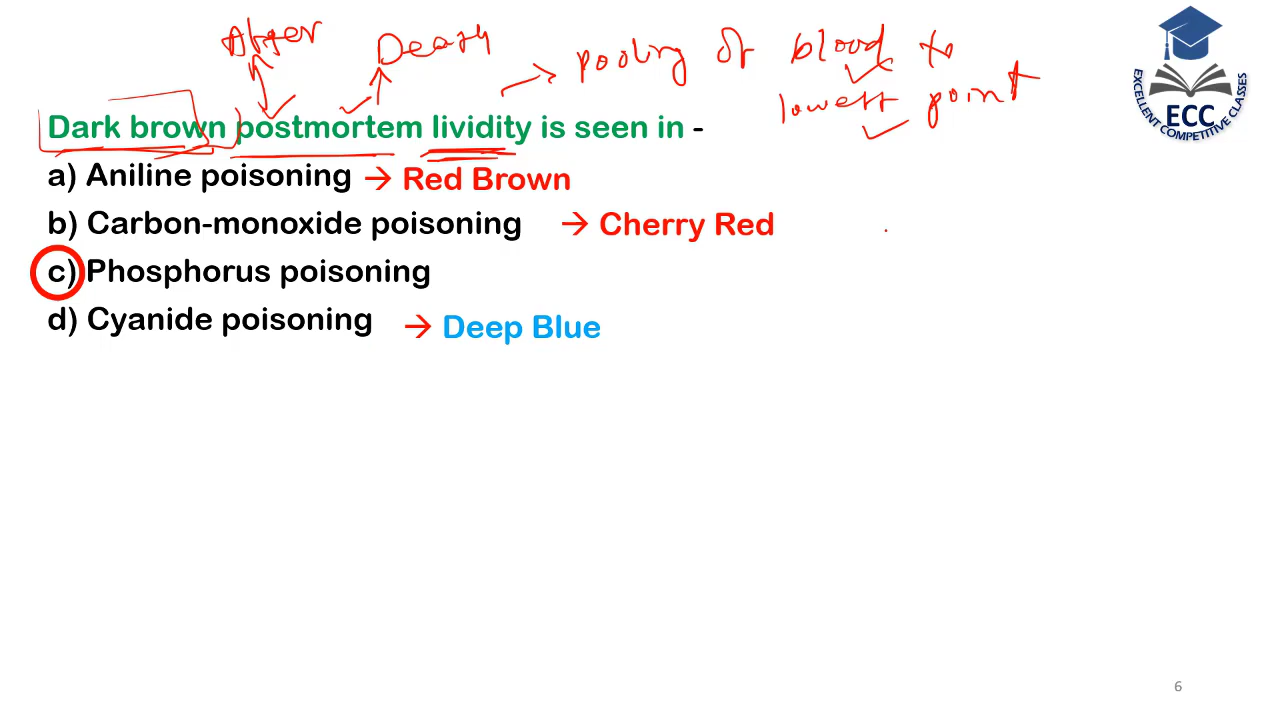 After Death → pooling of blood to
lowest point
Dark brown postmortem lividity is seen in -
a) Aniline poisoning → Red Brown
b) Carbon-monoxide poisoning → Cherry Red
c) Phosphorus poisoning
d) Cyanide poisoning → Deep Blue
EXCELLENT COMPETITIVE CLASSES
ECC
6